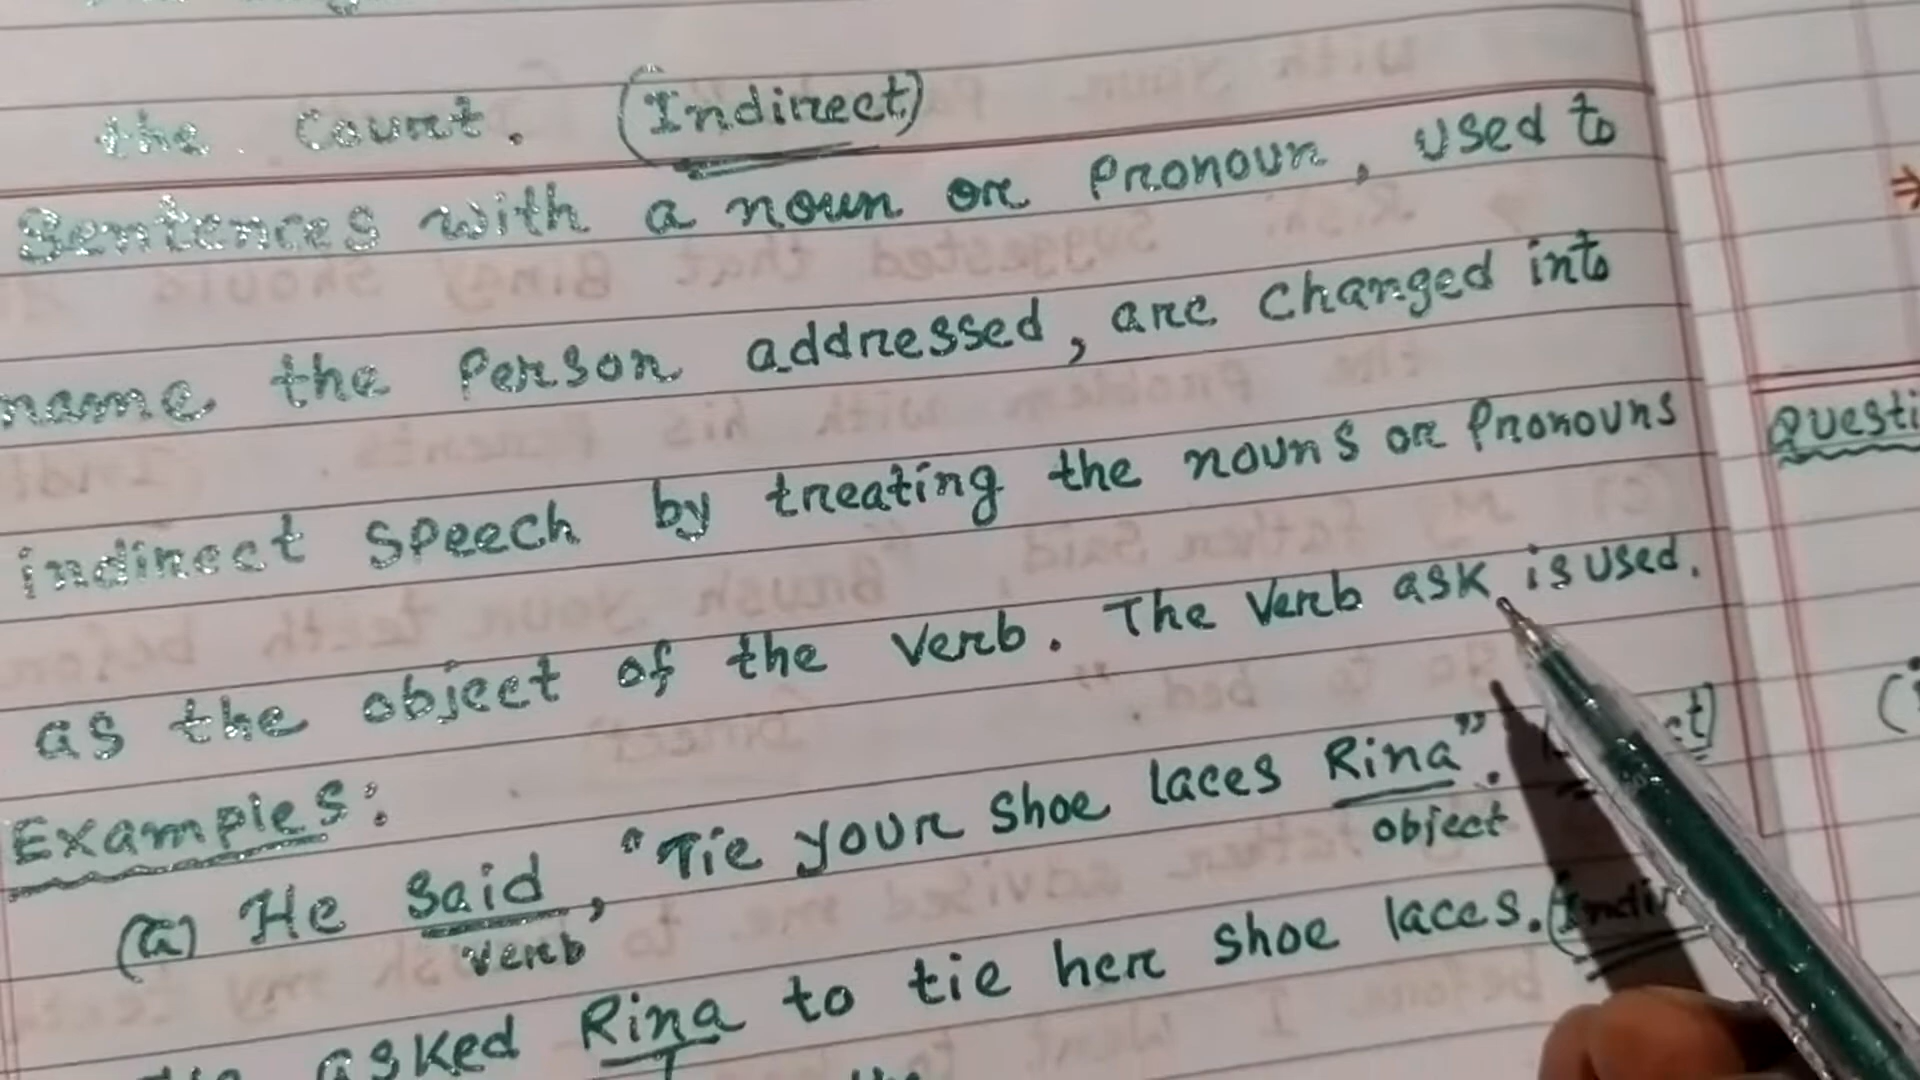 the Court. (Indirect)
Sentences with a noun or Pronoun, used to
name the Person addressed, are changed into
indirect speech by treating the nouns or Pronouns
as the object of the verb. The Verb ask is used.
Examples:
(a) He said, "Tie your shoe laces Rina".
verb object
asked Rina to tie her shoe laces.